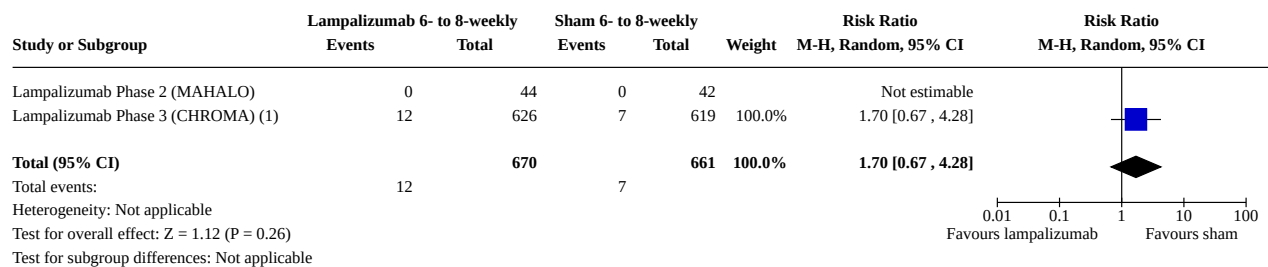 Lampalizumab 6- to 8-weekly Sham 6- to 8-weekly Risk Ratio Risk Ratio
Study or Subgroup Events Total Events Total Weight M-H, Random, 95% CI M-H, Random, 95% CI
Lampalizumab Phase 2 (MAHALO) 0 44 0 42 Not estimable
Lampalizumab Phase 3 (CHROMA) (1) 12 626 7 619 100.0% 1.70 [0.67 , 4.28]
Total (95% CI) 670 661 100.0% 1.70 [0.67 , 4.28]
Total events: 12 7
Heterogeneity: Not applicable
0.01 0.1 1 10 100
Test for overall effect: Z = 1.12 (P = 0.26) Favours lampalizumab Favours sham
Test for subgroup differences: Not applicable